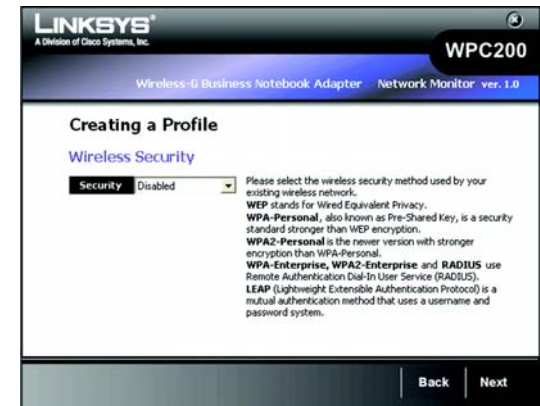 LINKSYS®
A Division of Cisco Systems, Inc.
WPC200
Wireless-G Business Notebook Adapter Network Monitor ver. 1.0
Creating a Profile
Wireless Security
Security Disabled
Please select the wireless security method used by your
existing wireless network.
WEP stands for Wired Equivalent Privacy.
WPA-Personal, also known as Pre-Shared Key, is a security
standard stronger than WEP encryption.
WPA2-Personal is the newer version with stronger
encryption than WPA-Personal.
WPA-Enterprise, WPA2-Enterprise and RADIUS use
Remote Authentication Dial-In User Service (RADIUS).
LEAP (Lightweight Extensible Authentication Protocol) is a
mutual authentication method that uses a username and
password system.
Back Next